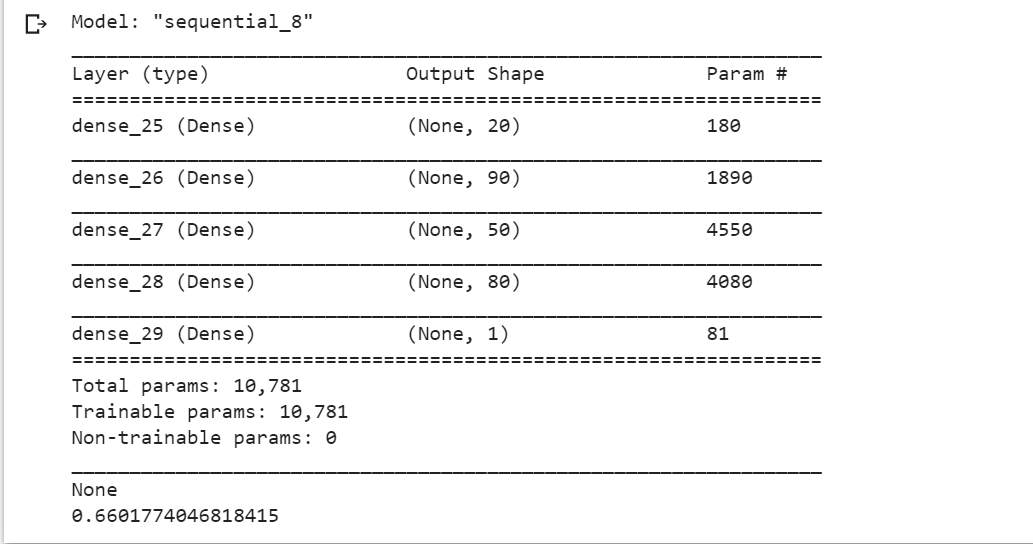 Model: "sequential_8"
Layer (type) Output Shape Param #
dense_25 (Dense) (None, 20) 180
dense_26 (Dense) (None, 90) 1890
dense_27 (Dense) (None, 50) 4550
dense_28 (Dense) (None, 80) 4080
dense_29 (Dense) (None, 1) 81
Total params: 10,781
Trainable params: 10,781
Non-trainable params: 0
None
0.6601774046818415